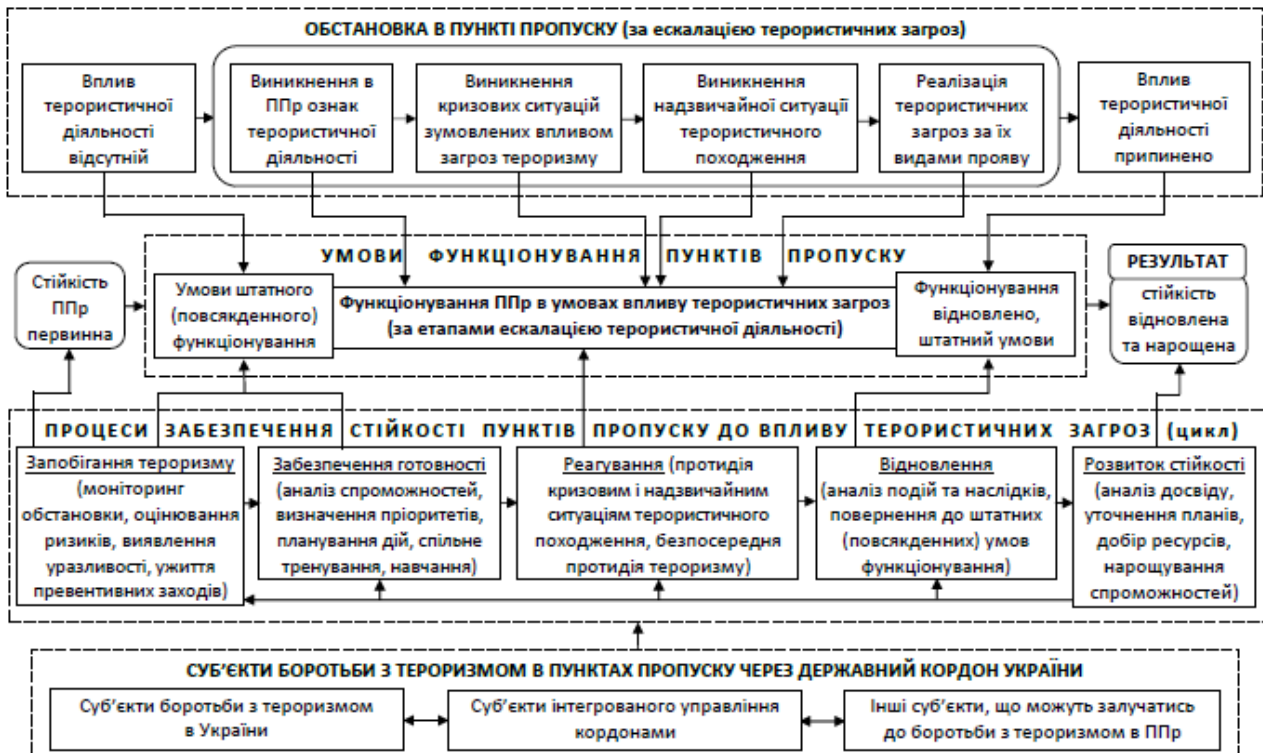 ОБСТАНОВКА В ПУНКТІ ПРОПУСКУ (за ескалацією терористичних загроз)
Вплив
терористичної
діяльності
відсутній
Виникнення в
ППр ознак
терористичної
діяльності
Виникнення
кризових ситуацій
зумовлених впливом
загроз тероризму
Виникнення
надзвичайної ситуації
терористичного
походження
Реалізація
терористичних
загроз за їх
видами прояву
Вплив
терористичної
діяльності
припинено
УМОВИ ФУНКЦІОНУВАННЯ ПУНКТІВ ПРОПУСКУ
Стійкість
ППр
первинна
Умови штатного
(повсякденного)
функціонування
Функціонування ППр в умовах впливу терористичних загроз
(за етапами ескалацією терористичної діяльності)
Функціонування
відновлено,
штатний умови
РЕЗУЛЬТАТ
стійкість
відновлена
та нарощена
ПРОЦЕСИ ЗАБЕЗПЕЧЕННЯ СТІЙКОСТІ ПУНКТІВ ПРОПУСКУ ДО ВПЛИВУ ТЕРОРИСТИЧНИХ ЗАГРОЗ (цикл)
Запобігання тероризму
(моніторинг
обстановки, оцінювання
ризиків, виявлення
уразливості, ужиття
превентивних заходів)
Забезпечення готовності
(аналіз спроможностей,
визначення пріоритетів,
планування дій, спільне
тренування, навчання)
Реагування (протидія
кризовим і надзвичайним
ситуаціям терористичного
походження, безпосередня
протидія тероризму)
Відновлення
(аналіз подій та наслідків,
повернення до штатних
(повсякденних) умов
функціонування)
Розвиток стійкості
(аналіз досвіду,
уточнення планів,
добір ресурсів,
нарощування
спроможностей)
СУБ’ЄКТИ БОРОТЬБИ З ТЕРОРИЗМОМ В ПУНКТАХ ПРОПУСКУ ЧЕРЕЗ ДЕРЖАВНИЙ КОРДОН УКРАЇНИ
Суб’єкти боротьби з тероризмом
в України
Суб’єкти інтегрованого управління
кордонами
Інші суб’єкти, що можуть залучатись
до боротьби з тероризмом в ППр